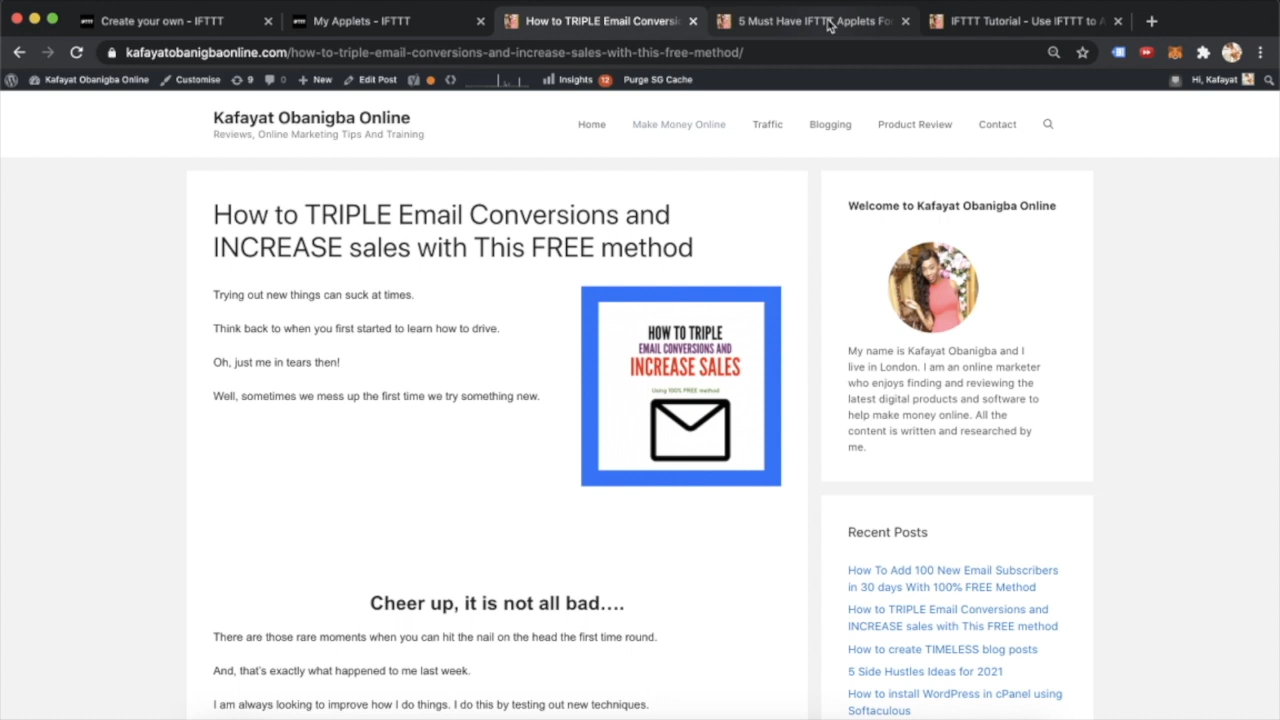 Create your own - IFTTT
My Applets - IFTTT
How to TRIPLE Email Conversi
5 Must Have IFTTT Applets For
IFTTT Tutorial - Use IFTTT to A
kafayatobanigbaonline.com/how-to-triple-email-conversions-and-increase-sales-with-this-free-method/
Kafayat Obanigba Online
Customise
9
0
New
Edit Post
Insights 12
Purge SG Cache
Hi, Kafayat
Kafayat Obanigba Online
Reviews, Online Marketing Tips And Training
Home
Make Money Online
Traffic
Blogging
Product Review
Contact
How to TRIPLE Email Conversions and
INCREASE sales with This FREE method
Trying out new things can suck at times.
Think back to when you first started to learn how to drive.
Oh, just me in tears then!
Well, sometimes we mess up the first time we try something new.
HOW TO TRIPLE
EMAIL CONVERSIONS AND
INCREASE SALES
Using 100% FREE method
Cheer up, it is not all bad....
There are those rare moments when you can hit the nail on the head the first time round.
And, that's exactly what happened to me last week.
I am always looking to improve how I do things. I do this by testing out new techniques.
Welcome to Kafayat Obanigba Online
My name is Kafayat Obanigba and I
live in London. I am an online marketer
who enjoys finding and reviewing the
latest digital products and software to
help make money online. All the
content is written and researched by
me.
Recent Posts
How To Add 100 New Email Subscribers
in 30 days With 100% FREE Method
How to TRIPLE Email Conversions and
INCREASE sales with This FREE method
How to create TIMELESS blog posts
5 Side Hustles Ideas for 2021
How to install WordPress in cPanel using
Softaculous